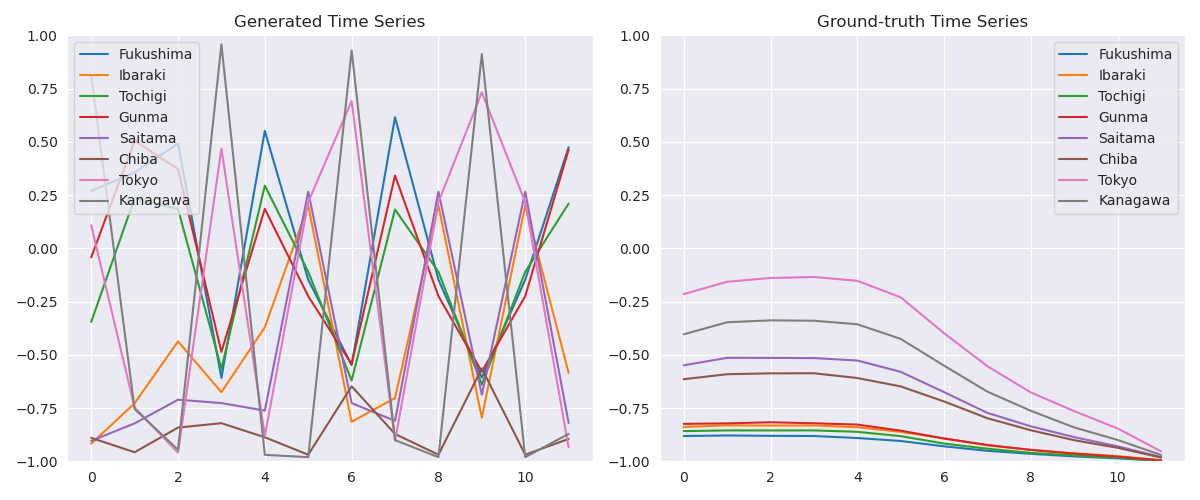 Generated Time Series
1.00
0.75
0.50
0.25
0.00
−0.25
−0.50
−0.75
−1.00
0 2 4 6 8 10
Fukushima
Ibaraki
Tochigi
Gunma
Saitama
Chiba
Tokyo
Kanagawa
Ground-truth Time Series
1.00
0.75
0.50
0.25
0.00
−0.25
−0.50
−0.75
−1.00
0 2 4 6 8 10
Fukushima
Ibaraki
Tochigi
Gunma
Saitama
Chiba
Tokyo
Kanagawa